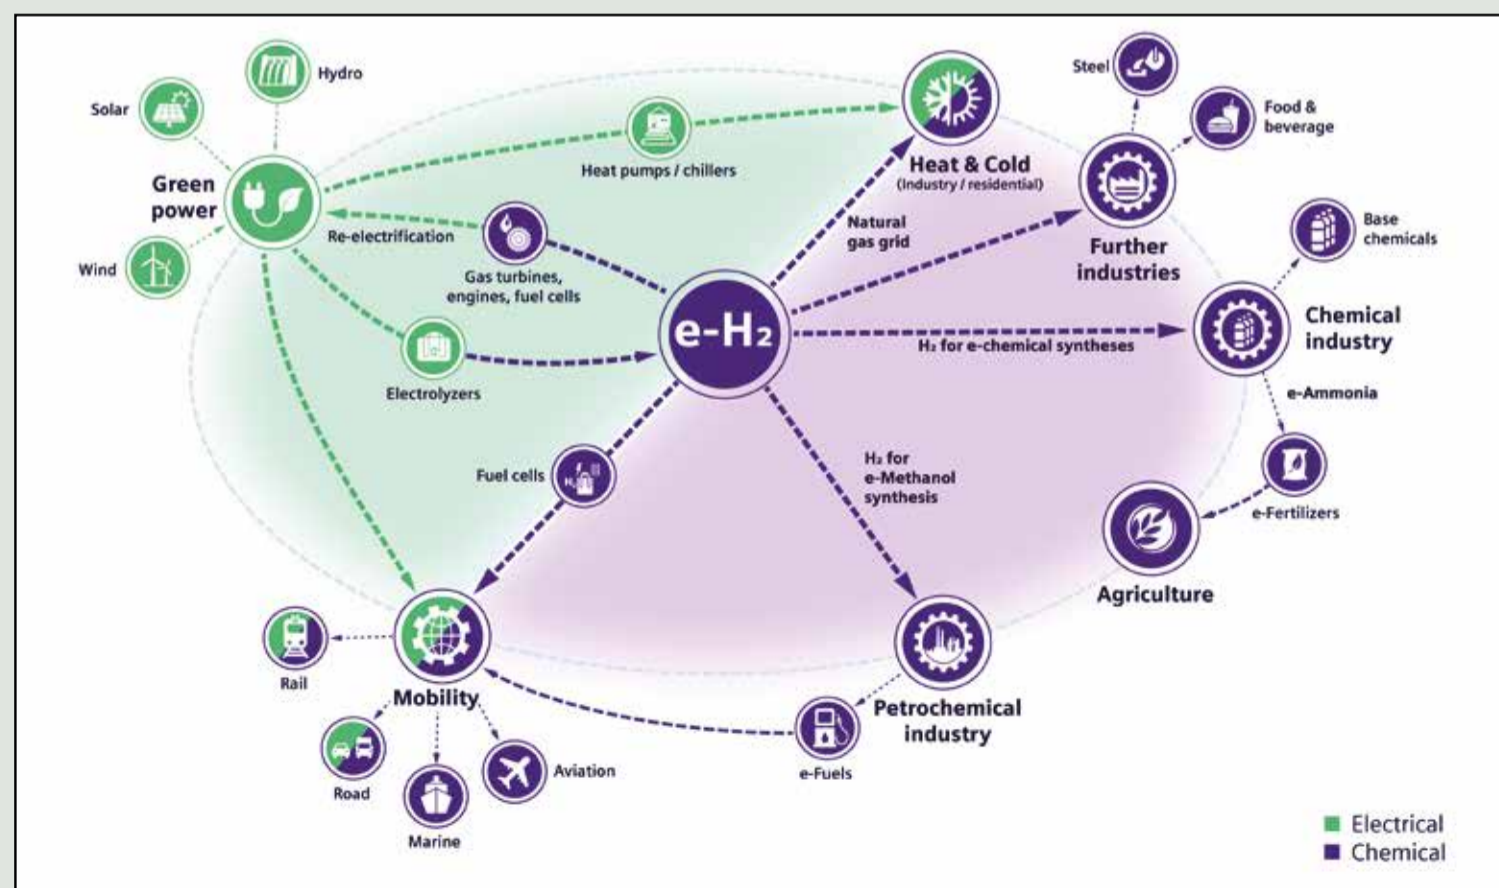 Hydro
Solar
Green
power
Wind
Heat pumps / chillers
Re-electrification
Gas turbines,
engines, fuel cells
Electrolyzers
Fuel cells
e-H₂
Heat & Cold
(Industry / residential)
Natural
gas grid
Steel
Food &
beverage
Further
industries
Base
chemicals
Chemical
industry
H₂ for e-chemical syntheses
e-Ammonia
e-Fertilizers
Agriculture
H₂ for
e-Methanol
synthesis
Petrochemical
industry
e-Fuels
Mobility
Rail
Road
Marine
Aviation
Electrical
Chemical